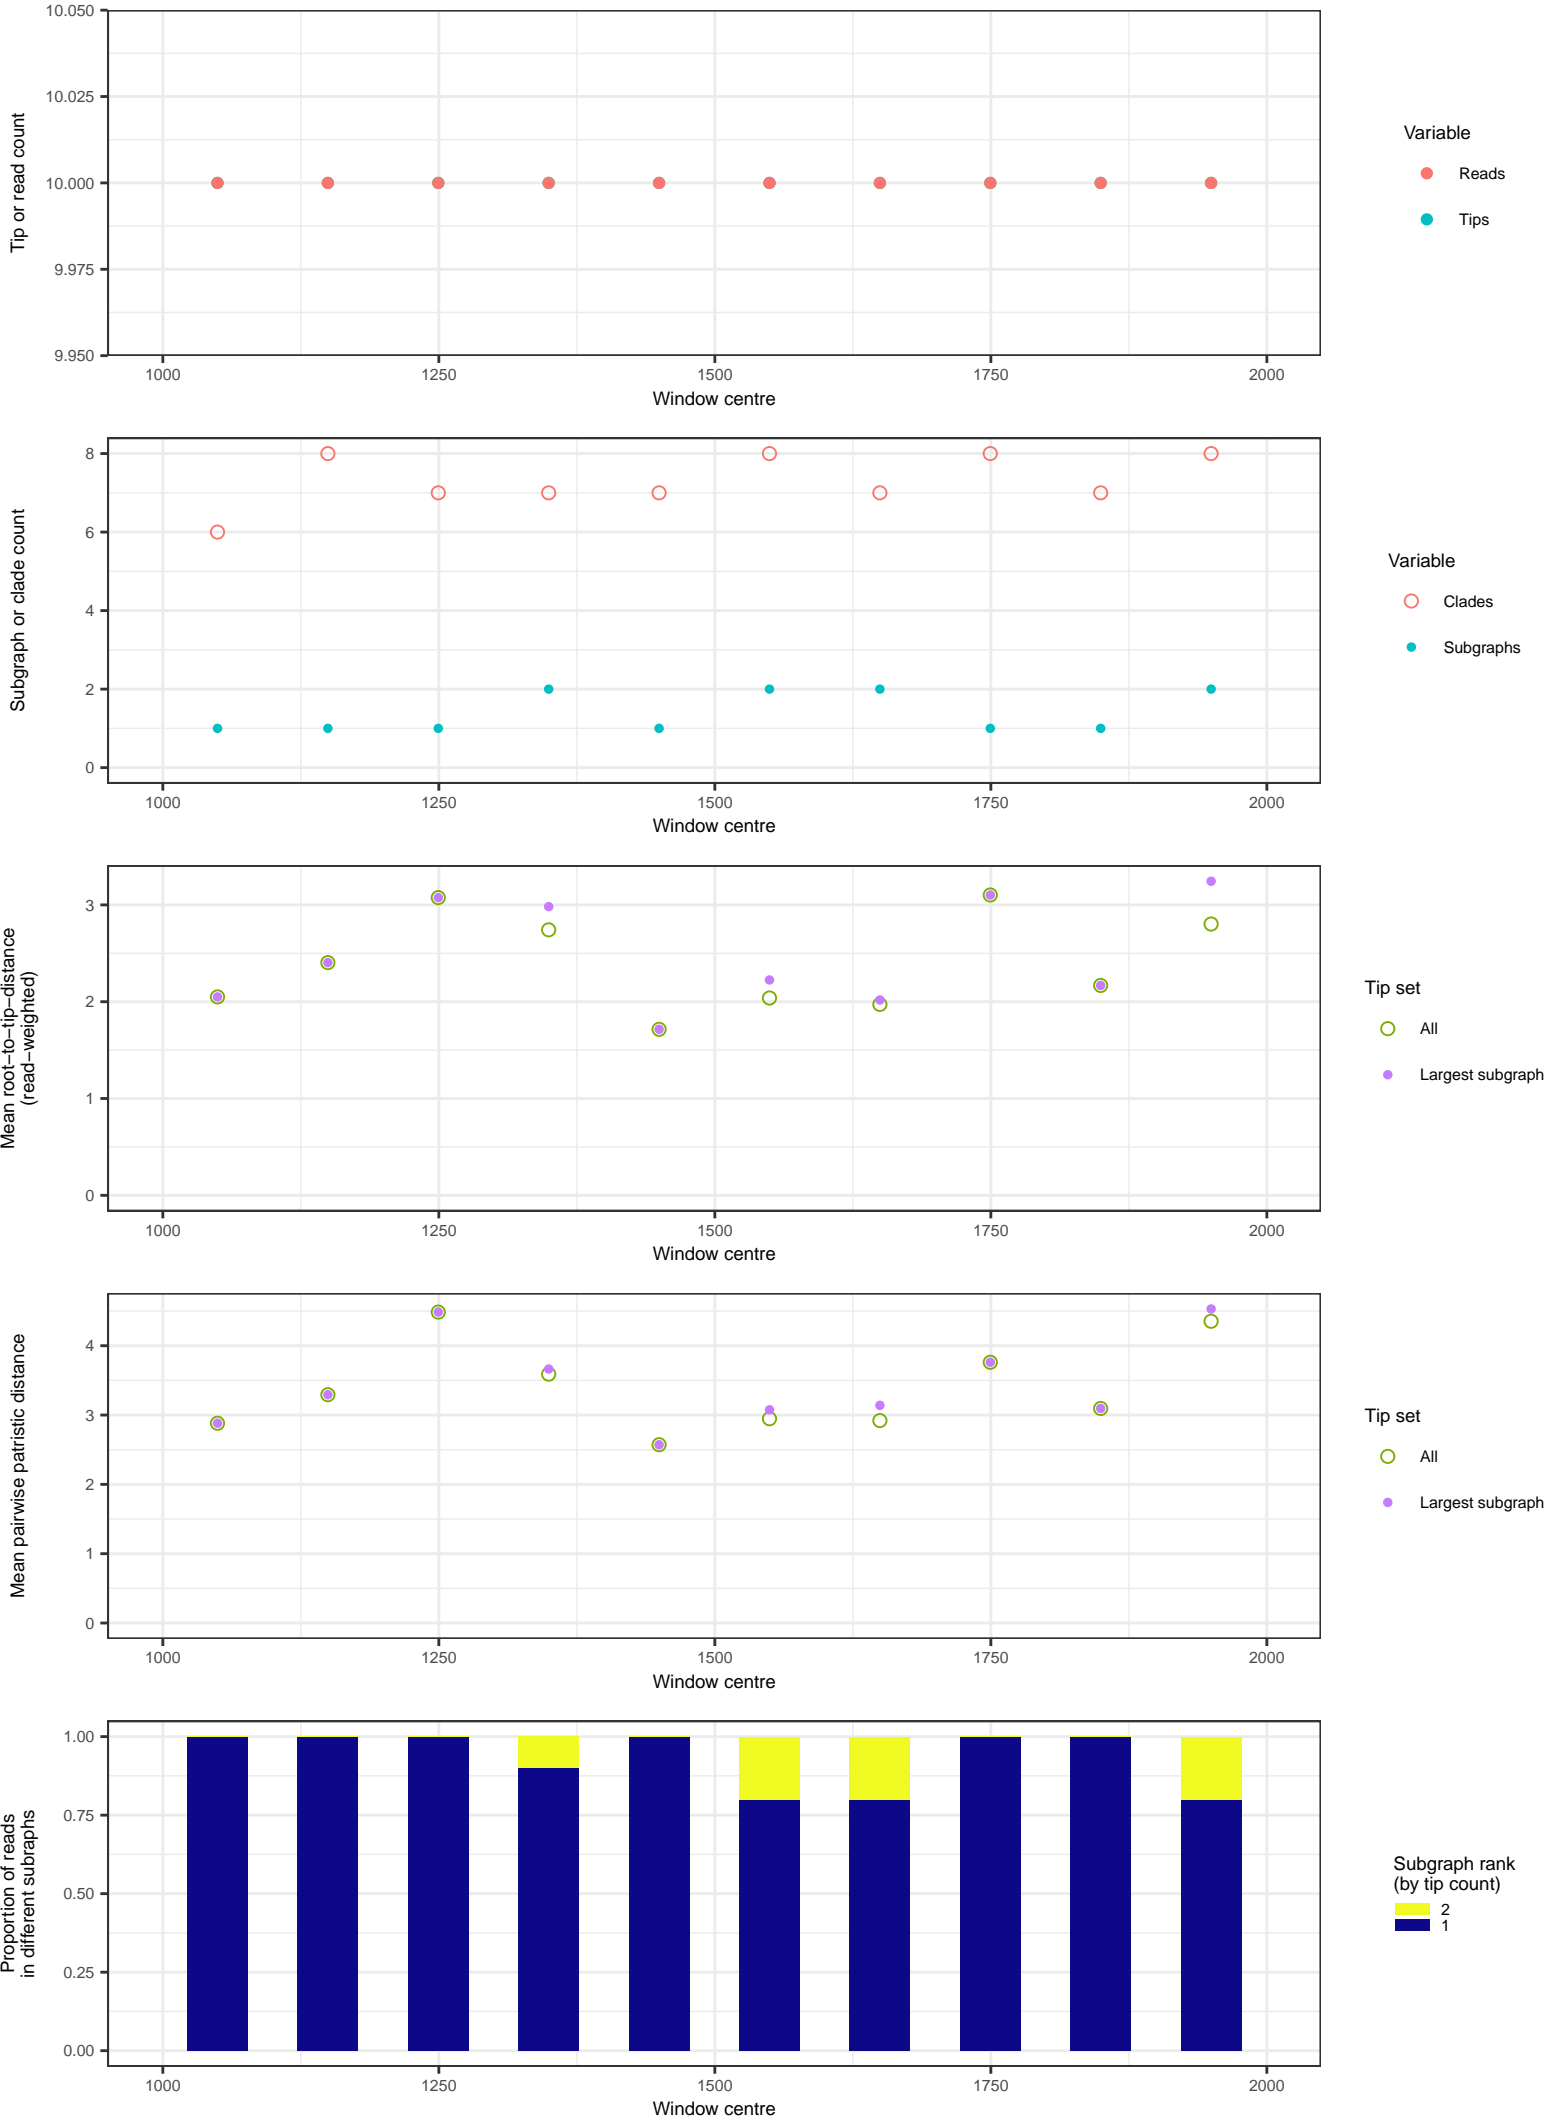 10.050
10.025
10.000
9.975
9.950
Tip or read count
1000 1250 1500 1750 2000
Window centre
Variable
Reads
Tips
8
6
4
2
0
Subgraph or clade count
1000 1250 1500 1750 2000
Window centre
Variable
Clades
Subgraphs
3
2
1
0
Mean root−to−tip−distance
(read−weighted)
1000 1250 1500 1750 2000
Window centre
Tip set
All
Largest subgraph
4
3
2
1
0
Mean pairwise patristic distance
1000 1250 1500 1750 2000
Window centre
Tip set
All
Largest subgraph
1.00
0.75
0.50
0.25
0.00
Proportion of reads
in different subraphs
1000 1250 1500 1750 2000
Window centre
Subgraph rank
(by tip count)
2
1